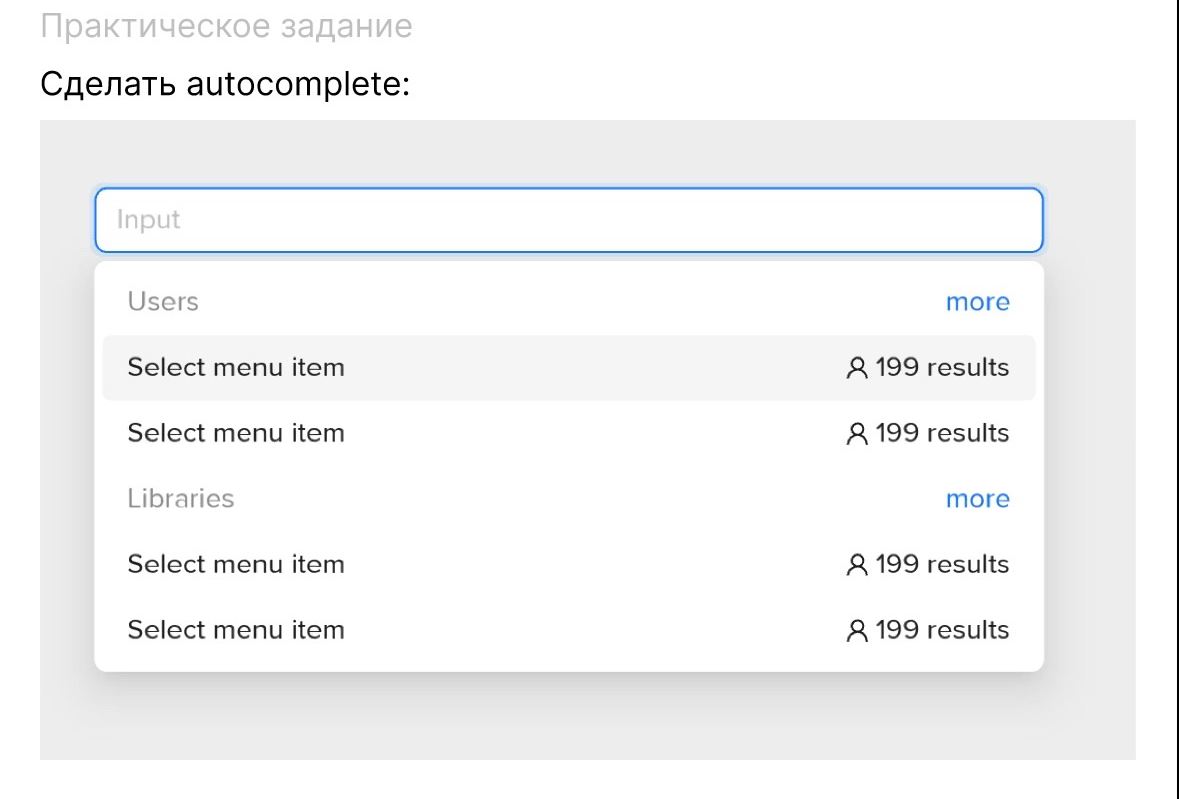 Практическое задание
Сделать autocomplete:
Input
Users more
Select menu item 199 results
Select menu item 199 results
Libraries more
Select menu item 199 results
Select menu item 199 results